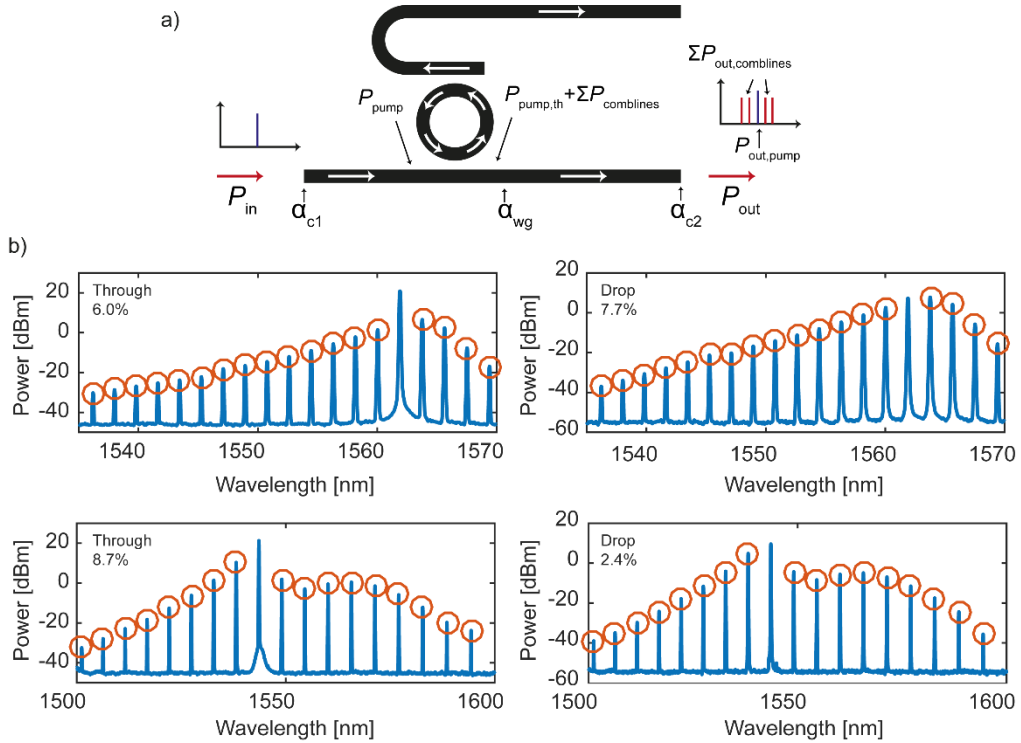 a)
ΣP_out,comblines
P_pump
P_pump,th+ΣP_comblines
P_out,pump
P_in
α_c1
α_wg
α_c2
P_out
b)
Through
6.0%
Power [dBm]
20
0
-20
-40
1540
1550
1560
1570
Wavelength [nm]
Drop
7.7%
Power [dBm]
20
0
-20
-40
-60
1540
1550
1560
1570
Wavelength [nm]
Through
8.7%
Power [dBm]
20
0
-20
-40
1500
1550
1600
Wavelength [nm]
Drop
2.4%
Power [dBm]
20
0
-20
-40
-60
1500
1550
1600
Wavelength [nm]